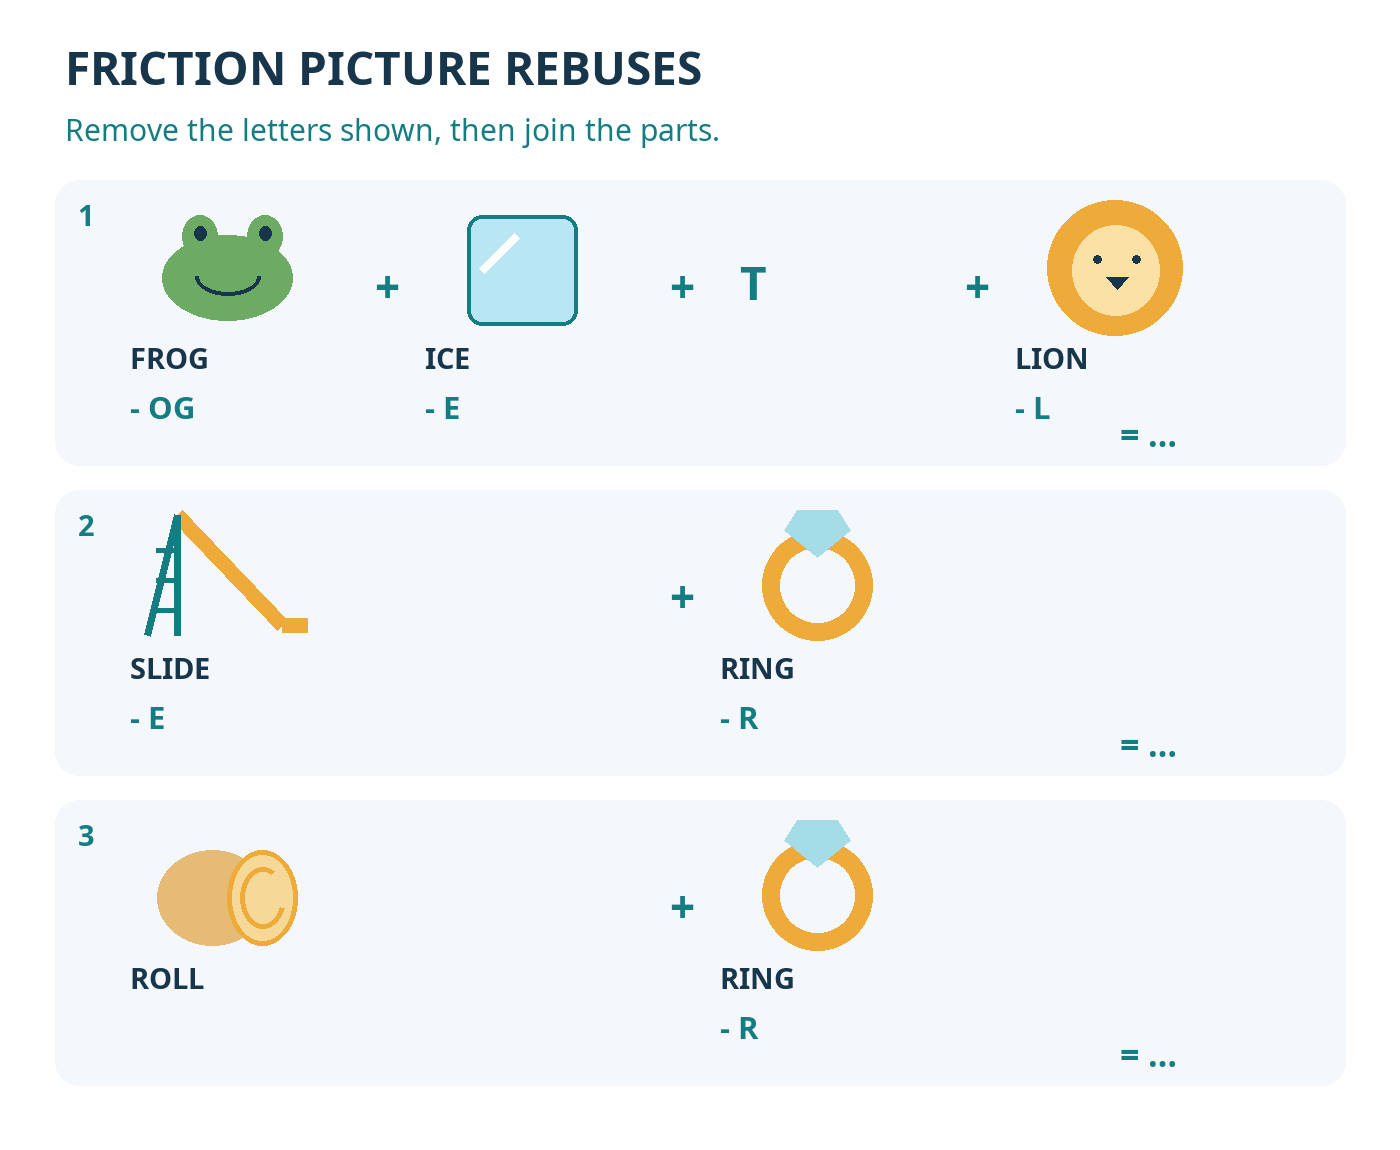 FRICTION PICTURE REBUSES
Remove the letters shown, then join the parts.
1
+ + T +
FROG ICE LION
- OG - E - L
= ...
2
+
SLIDE RING
- E - R
= ...
3
+
ROLL RING
- R
= ...